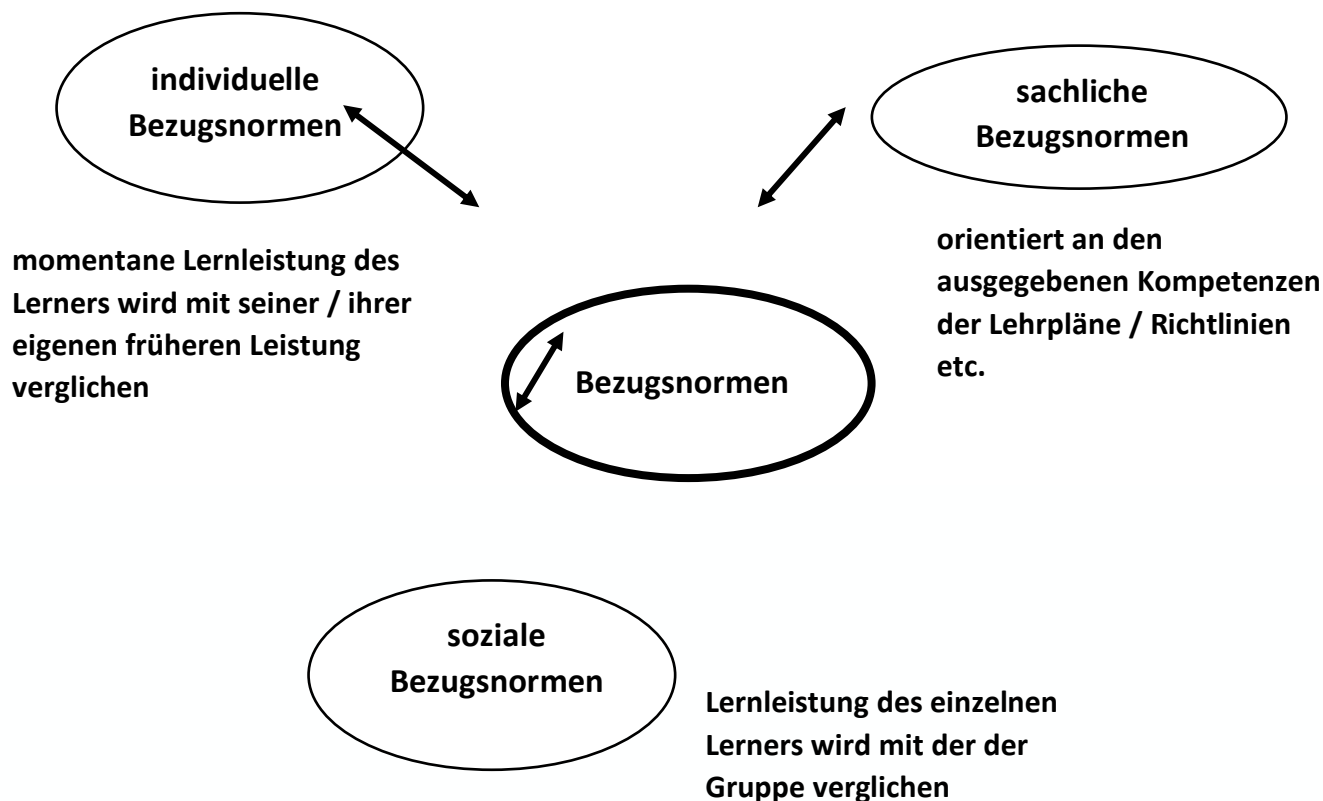 individuelle
Bezugsnormen
sachliche
Bezugsnormen
momentane Lernleistung des
Lerners wird mit seiner / ihrer
eigenen früheren Leistung
verglichen
orientiert an den
ausgegebenen Kompetenzen
der Lehrpläne / Richtlinien
etc.
Bezugsnormen
soziale
Bezugsnormen
Lernleistung des einzelnen
Lerners wird mit der der
Gruppe verglichen